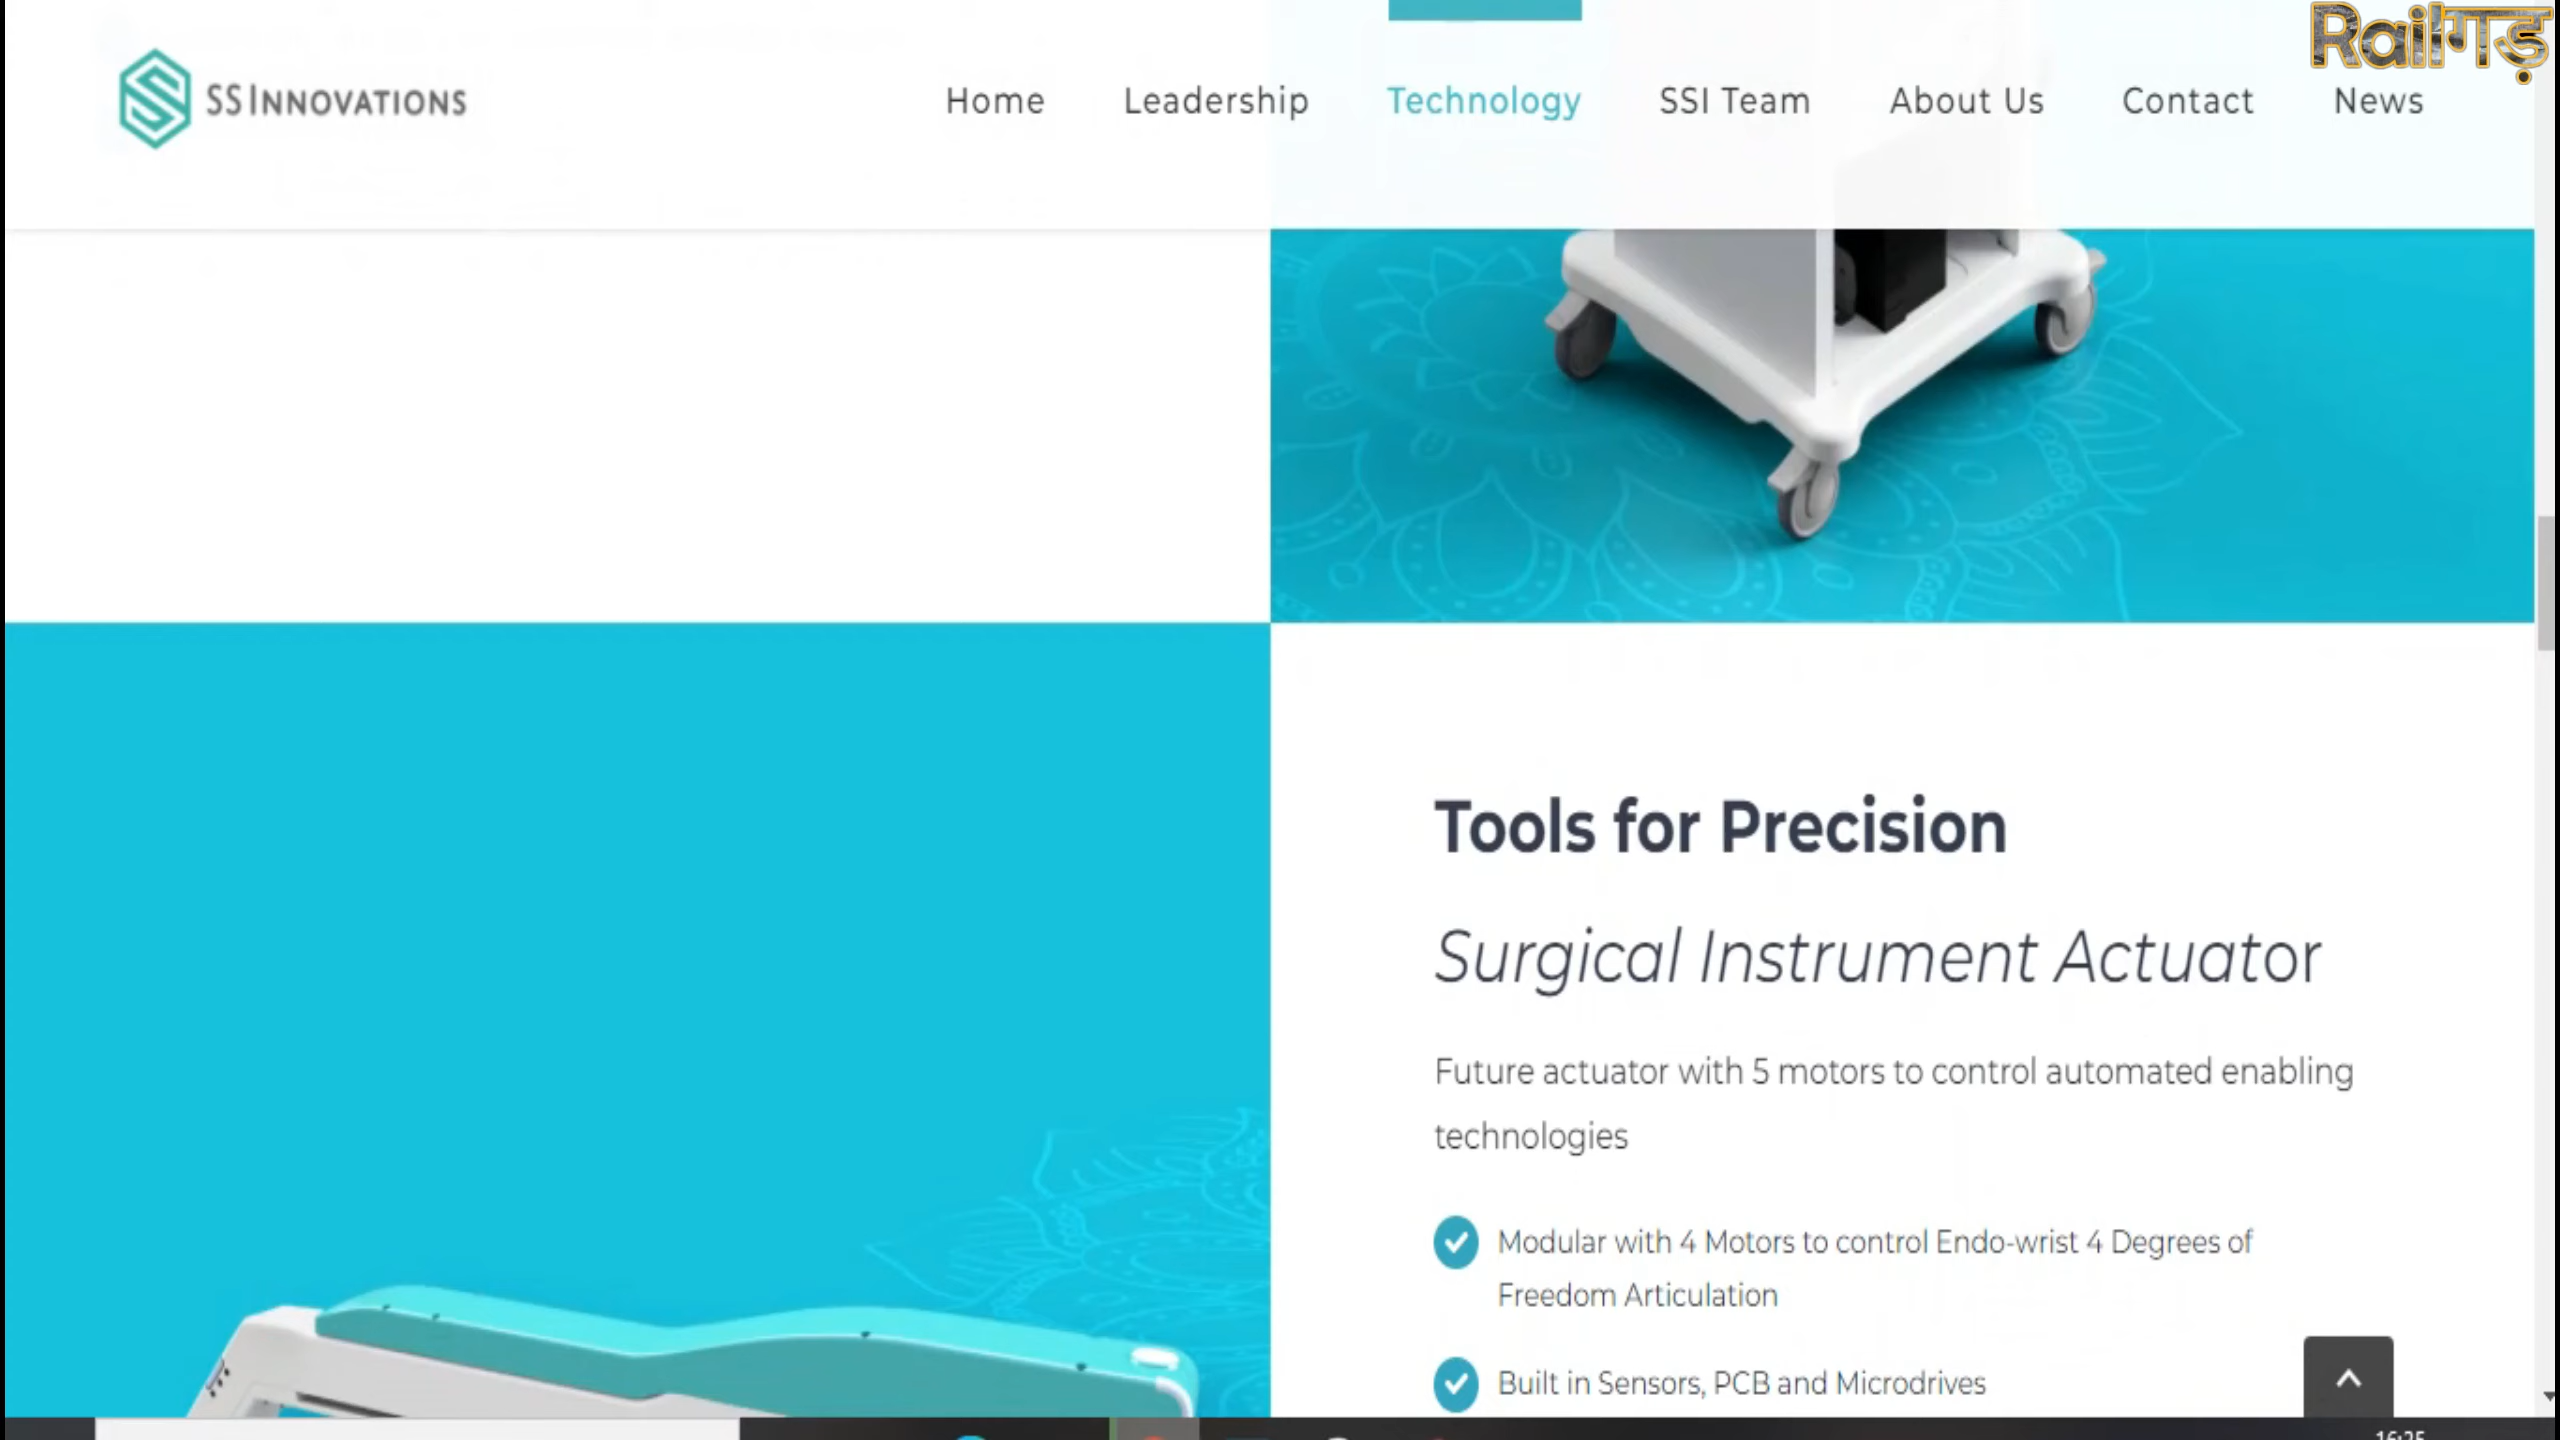 Railगड़
SS INNOVATIONS
Home
Leadership
Technology
SSI Team
About Us
Contact
News
Tools for Precision
Surgical Instrument Actuator
Future actuator with 5 motors to control automated enabling
technologies
Modular with 4 Motors to control Endo-wrist 4 Degrees of
Freedom Articulation
Built in Sensors, PCB and Microdrives